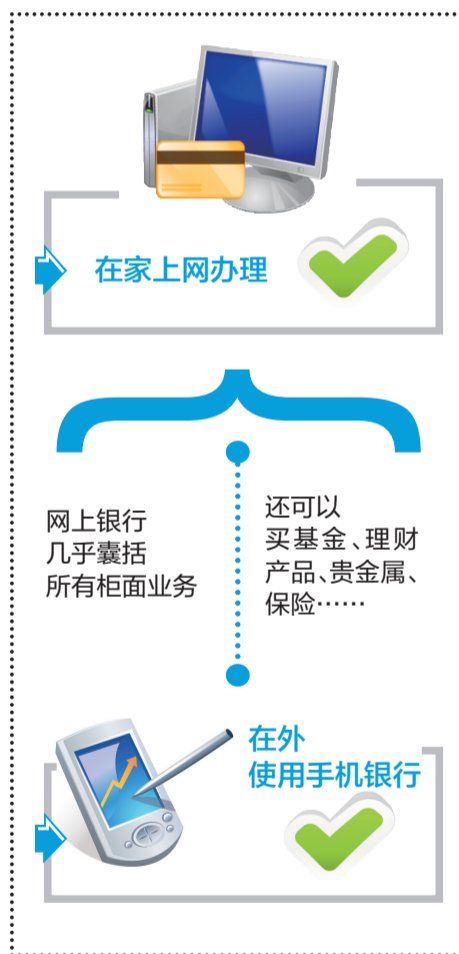 在家上网办理
网上银行
几乎囊括
所有柜面业务
还可以
买基金、理财
产品、贵金属、
保险……
在外
使用手机银行